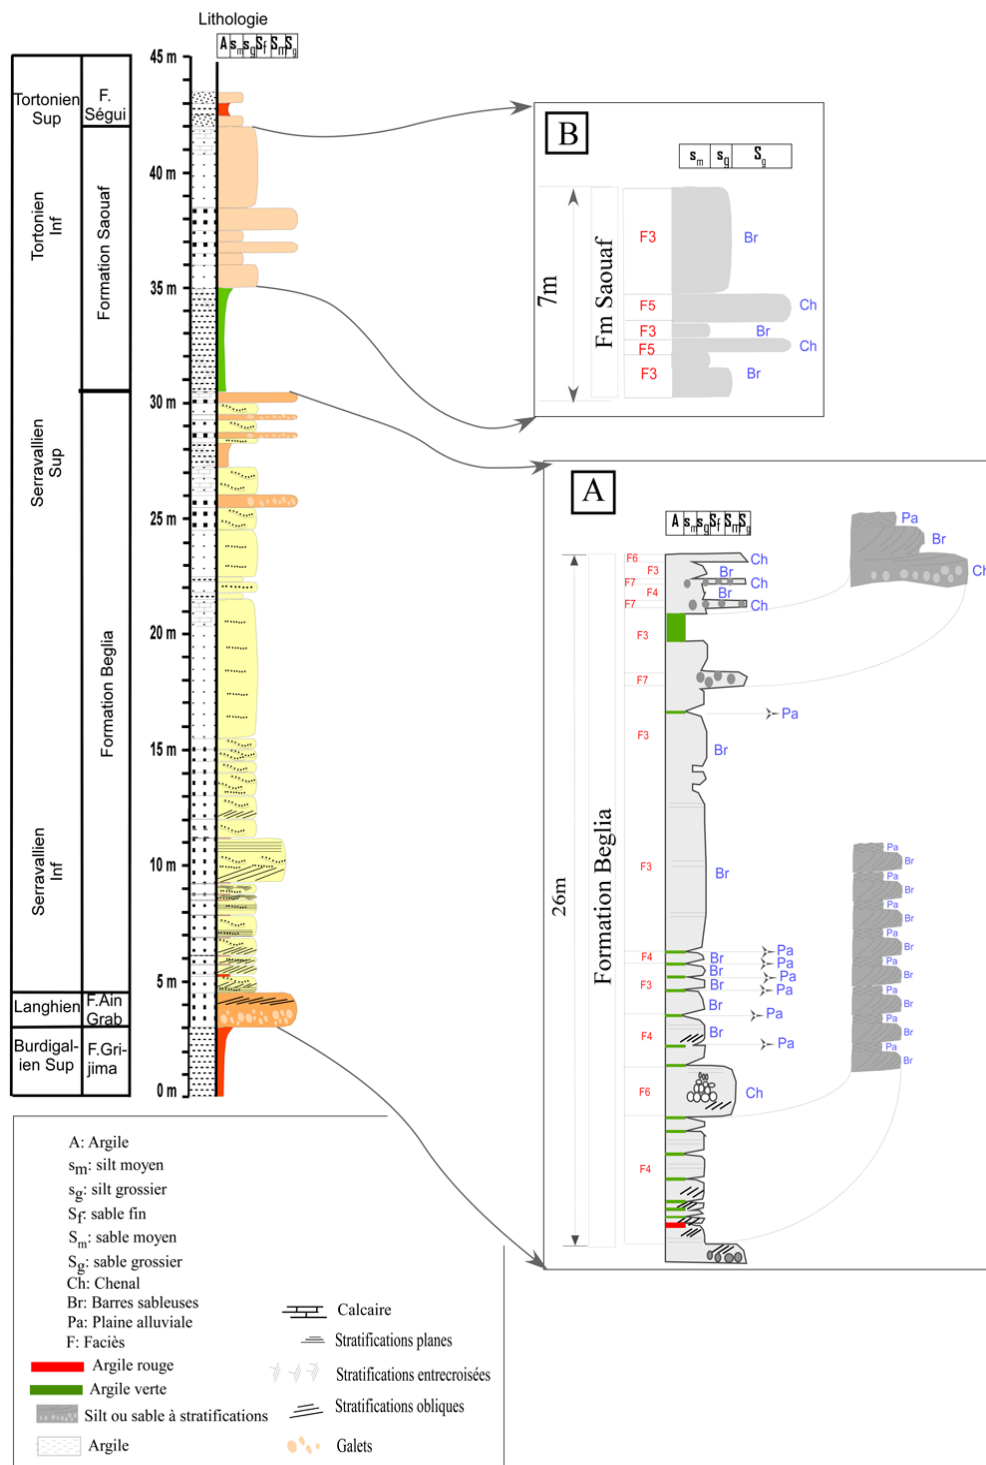 Lithologie
A sm sg Sf Sm Sg
45 m
40 m
35 m
30 m
25 m
20 m
15 m
10 m
5 m
0 m
Tortonien
Sup
F.
Ségui
Tortonien
Inf
Formation Saouaf
Serravallien
Sup
Formation Beglia
Serravallien
Inf
Langhien
F.Ain
Grab
Burdigal-
ien Sup
F.Gri-
jima
B
sm sg Sg
7m
Fm Saouaf
F3 Br
F5 Ch
F3 Br
F5 Ch
F3 Br
A
A sm sg Sf Sm Sg
26m
Formation Beglia
F6 Ch
F3 Br
F7 Ch
F4 Br
F7 Ch
F3
F7
Pa
F3
Br
F3 Br
F4 Pa
Br Pa
Br
F3 Br Pa
Pa
Br
Pa
F4 Br
Pa
F6 Ch
F4
Pa
Br
Ch
Pa
Br
Pa
Br
Pa
Br
Pa
Br
Pa
Br
Pa
Br
Pa
Br
Pa
Br
A: Argile
sm: silt moyen
sg: silt grossier
Sf: sable fin
Sm: sable moyen
Sg: sable grossier
Ch: Chenal
Br: Barres sableuses
Pa: Plaine alluviale
F: Faciès
Argile rouge
Argile verte
Silt ou sable à stratifications
Argile
Calcaire
Stratifications planes
Stratifications entrecroisées
Stratifications obliques
Galets